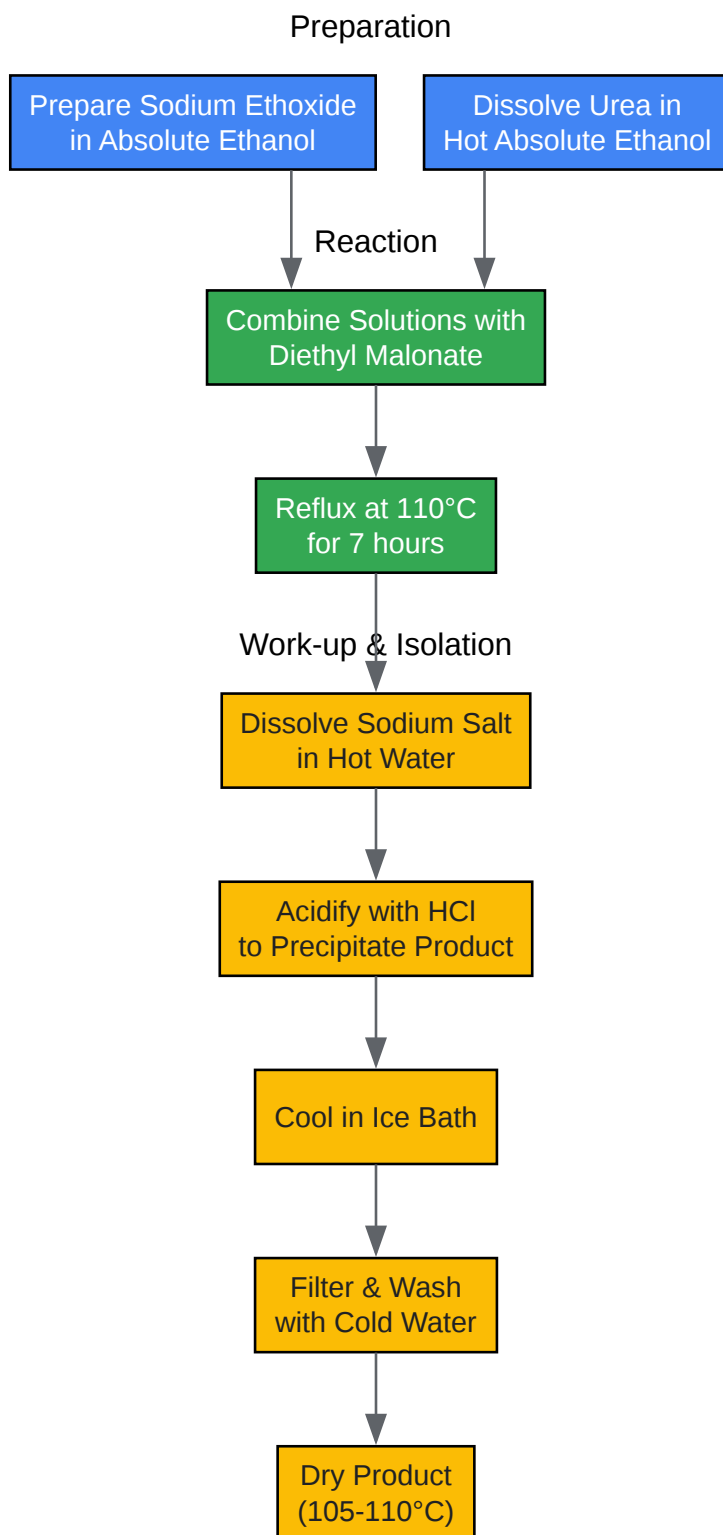 Preparation
Prepare Sodium Ethoxide
in Absolute Ethanol
Dissolve Urea in
Hot Absolute Ethanol
Reaction
Combine Solutions with
Diethyl Malonate
Reflux at 110°C
for 7 hours
Work-up & Isolation
Dissolve Sodium Salt
in Hot Water
Acidify with HCl
to Precipitate Product
Cool in Ice Bath
Filter & Wash
with Cold Water
Dry Product
(105-110°C)